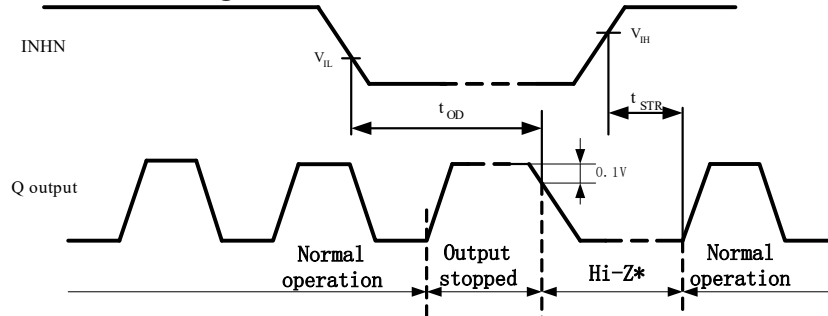 INHN
V_IL
V_IH
t_OD
t_STR
0.1V
Q output
Normal operation
Output stopped
Hi-Z*
Normal operation